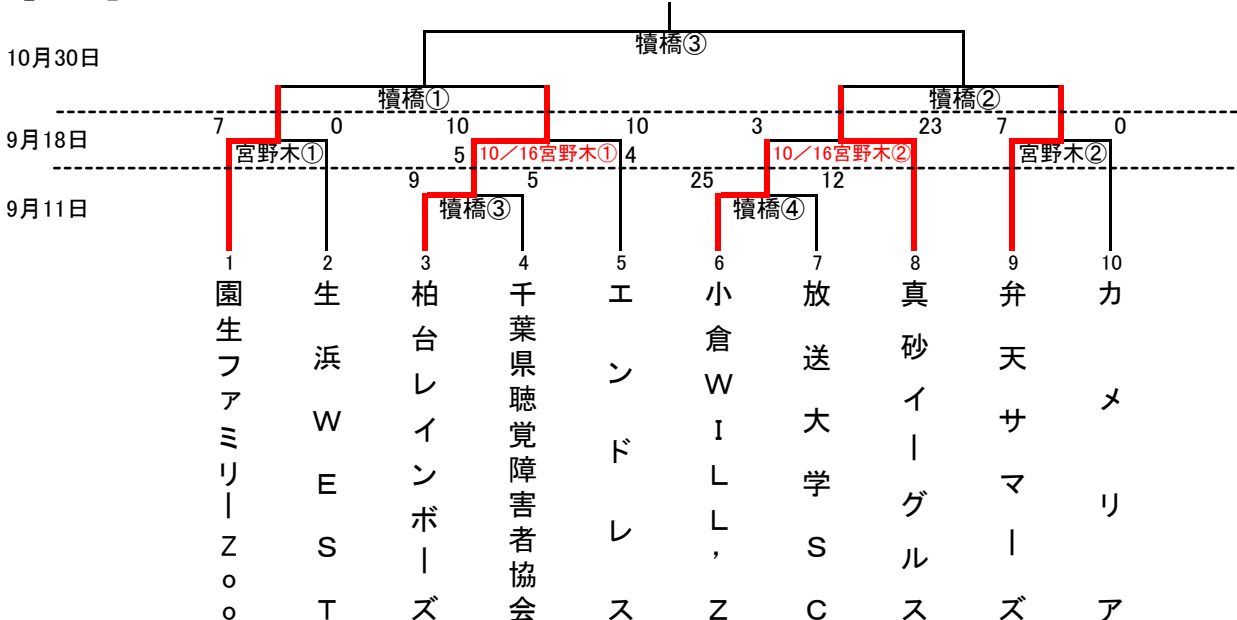 犢橋③
10月30日
犢橋①
犢橋②
7
0
10
10
3
23
7
0
9月18日
宮野木①
5
10／16宮野木①
4
10／16宮野木②
宮野木②
9
5
25
12
9月11日
犢橋③
犢橋④
1
2
3
4
5
6
7
8
9
10
園生ファミリーZoo
生浜WEST
柏台レインボーズ
千葉県聴覚障害者協会
エンドレス
小倉WILL’Z
放送大学SC
真砂イーグルス
弁天サマーズ
カメリア